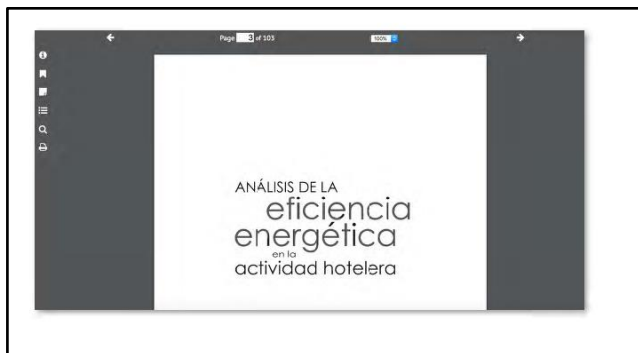 Page 3 of 103
100%
ANÁLISIS DE LA
eficiencia
energética
en la
actividad hotelera